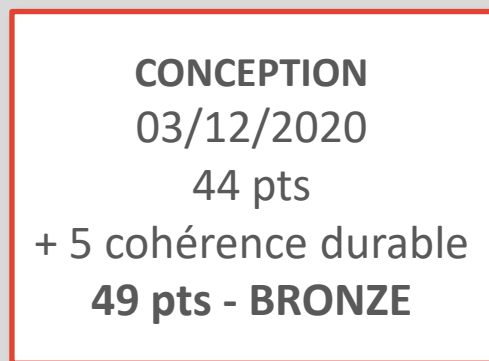 CONCEPTION
03/12/2020
44 pts
+ 5 cohérence durable
49 pts - BRONZE